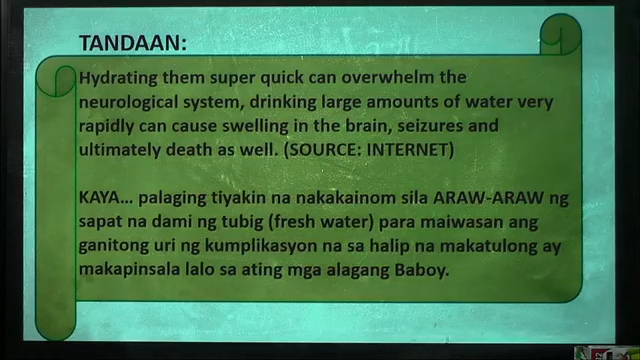 TANDAAN:
Hydrating them super quick can overwhelm the
neurological system, drinking large amounts of water very
rapidly can cause swelling in the brain, seizures and
ultimately death as well. (SOURCE: INTERNET)
KAYA... palaging tiyakin na nakakainom sila ARAW-ARAW ng
sapat na dami ng tubig (fresh water) para maiwasan ang
ganitong uri ng kumplikasyon na sa halip na makatulong ay
makapinsala lalo sa ating mga alagang Baboy.